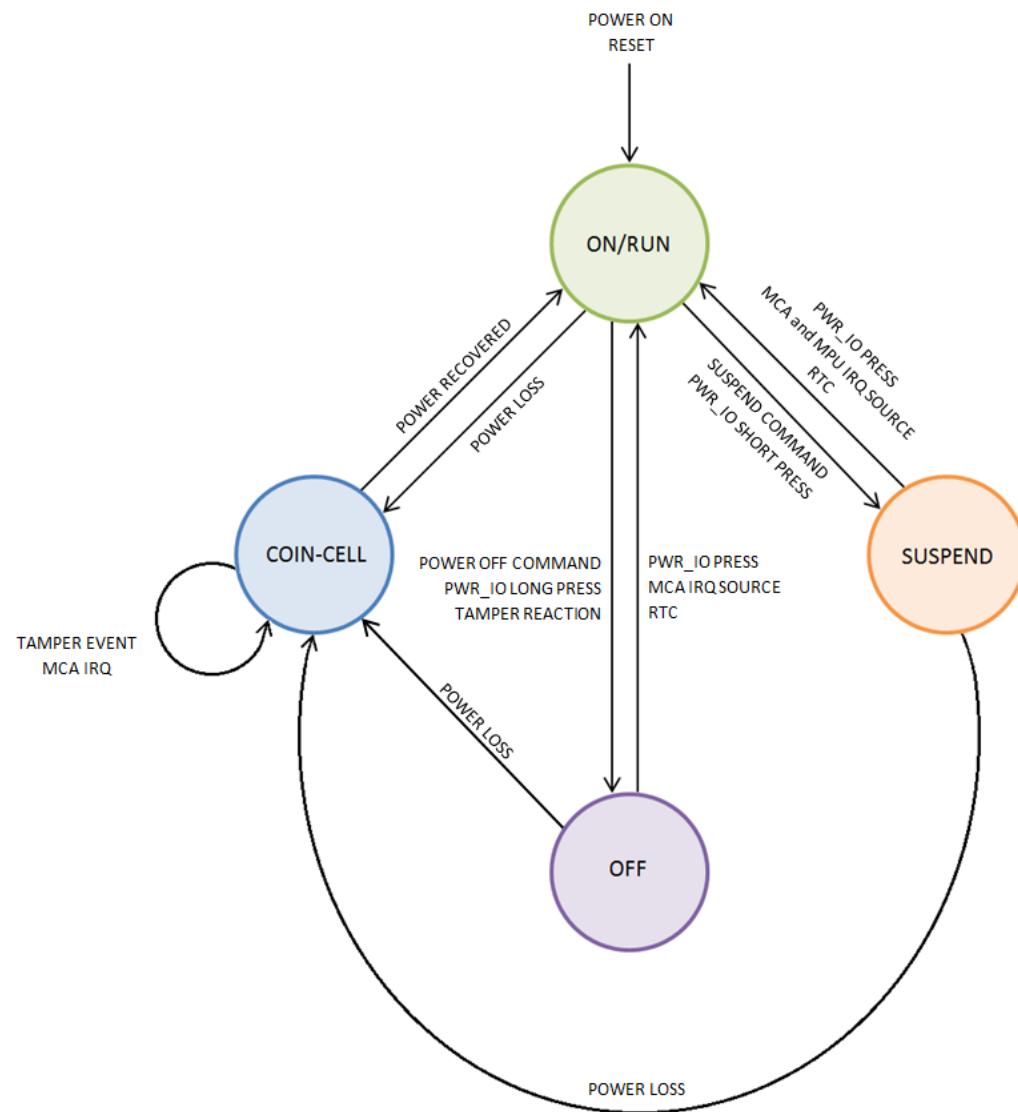 POWER ON
RESET
ON/RUN
POWER RECOVERED
POWER LOSS
PWR_IO PRESS
MCA and MPU IRQ SOURCE
RTC
SUSPEND COMMAND
PWR_IO SHORT PRESS
COIN-CELL
SUSPEND
POWER OFF COMMAND
PWR_IO LONG PRESS
TAMPER REACTION
PWR_IO PRESS
MCA IRQ SOURCE
RTC
TAMPER EVENT
MCA IRQ
POWER LOSS
OFF
POWER LOSS